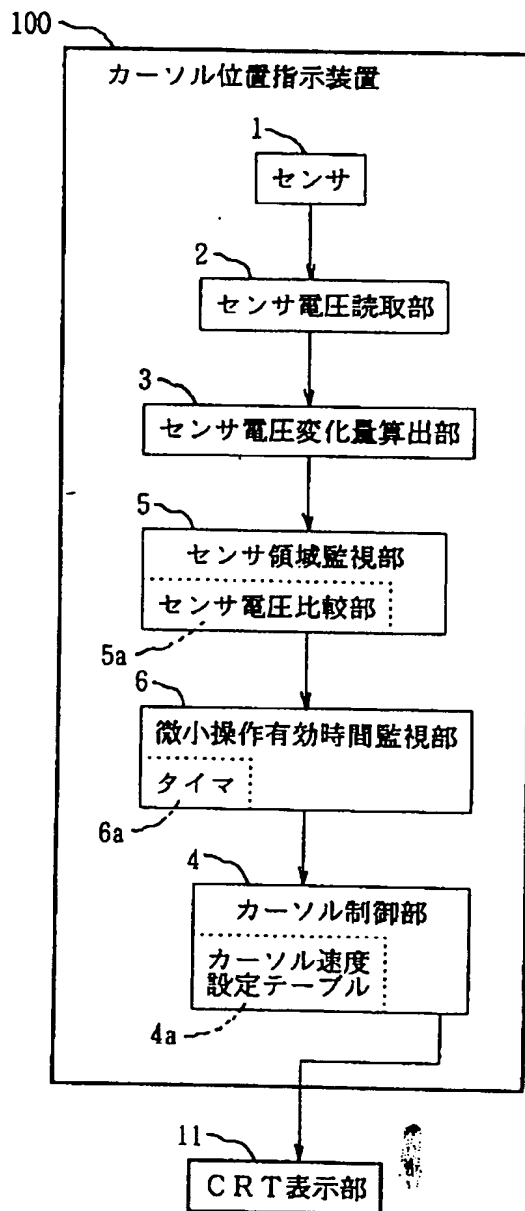 100
カーソル位置指示装置
1
センサ
2
センサ電圧読取部
3
センサ電圧変化量算出部
5
センサ領域監視部
センサ電圧比較部
5a
6
微小操作有効時間監視部
タイマ
6a
4
カーソル制御部
カーソル速度
設定テーブル
4a
11
CRT表示部